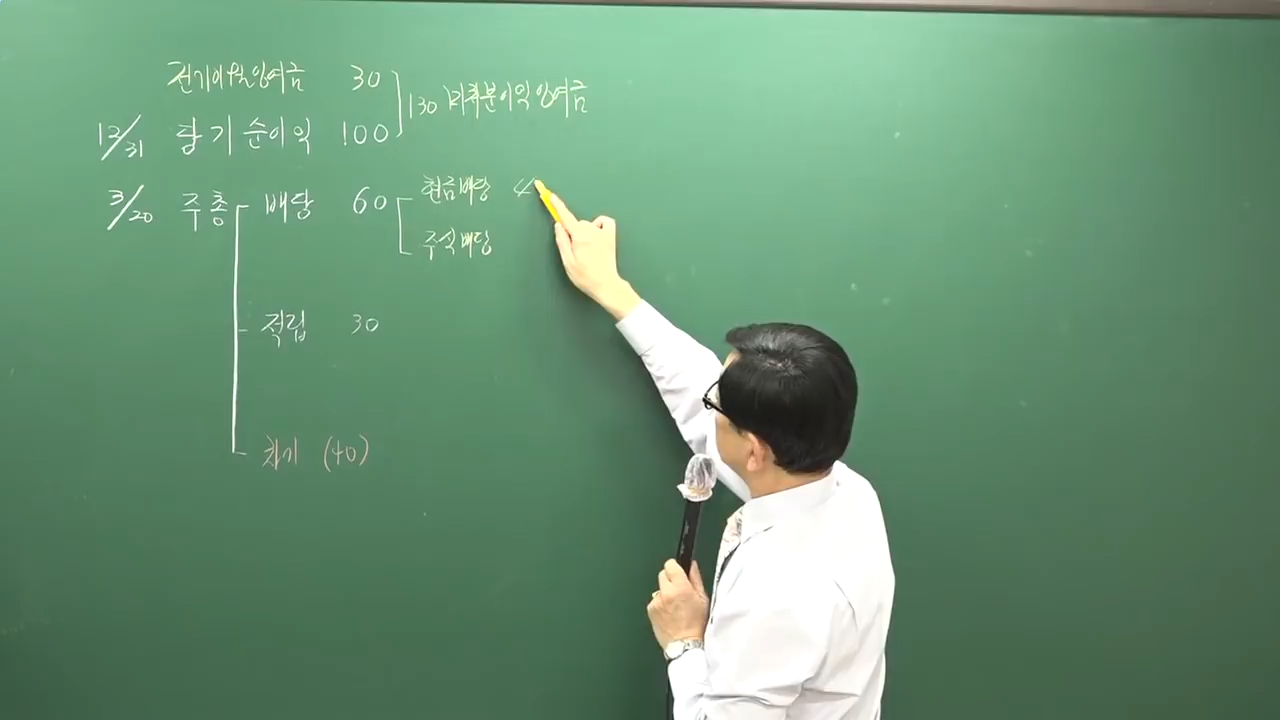 전기이월잉여금 30
130 미처분이익잉여금
12/31 당기순이익 100
3/20 주총 배당 60
현금배당 4
주식배당
적립 30
차기 (40)